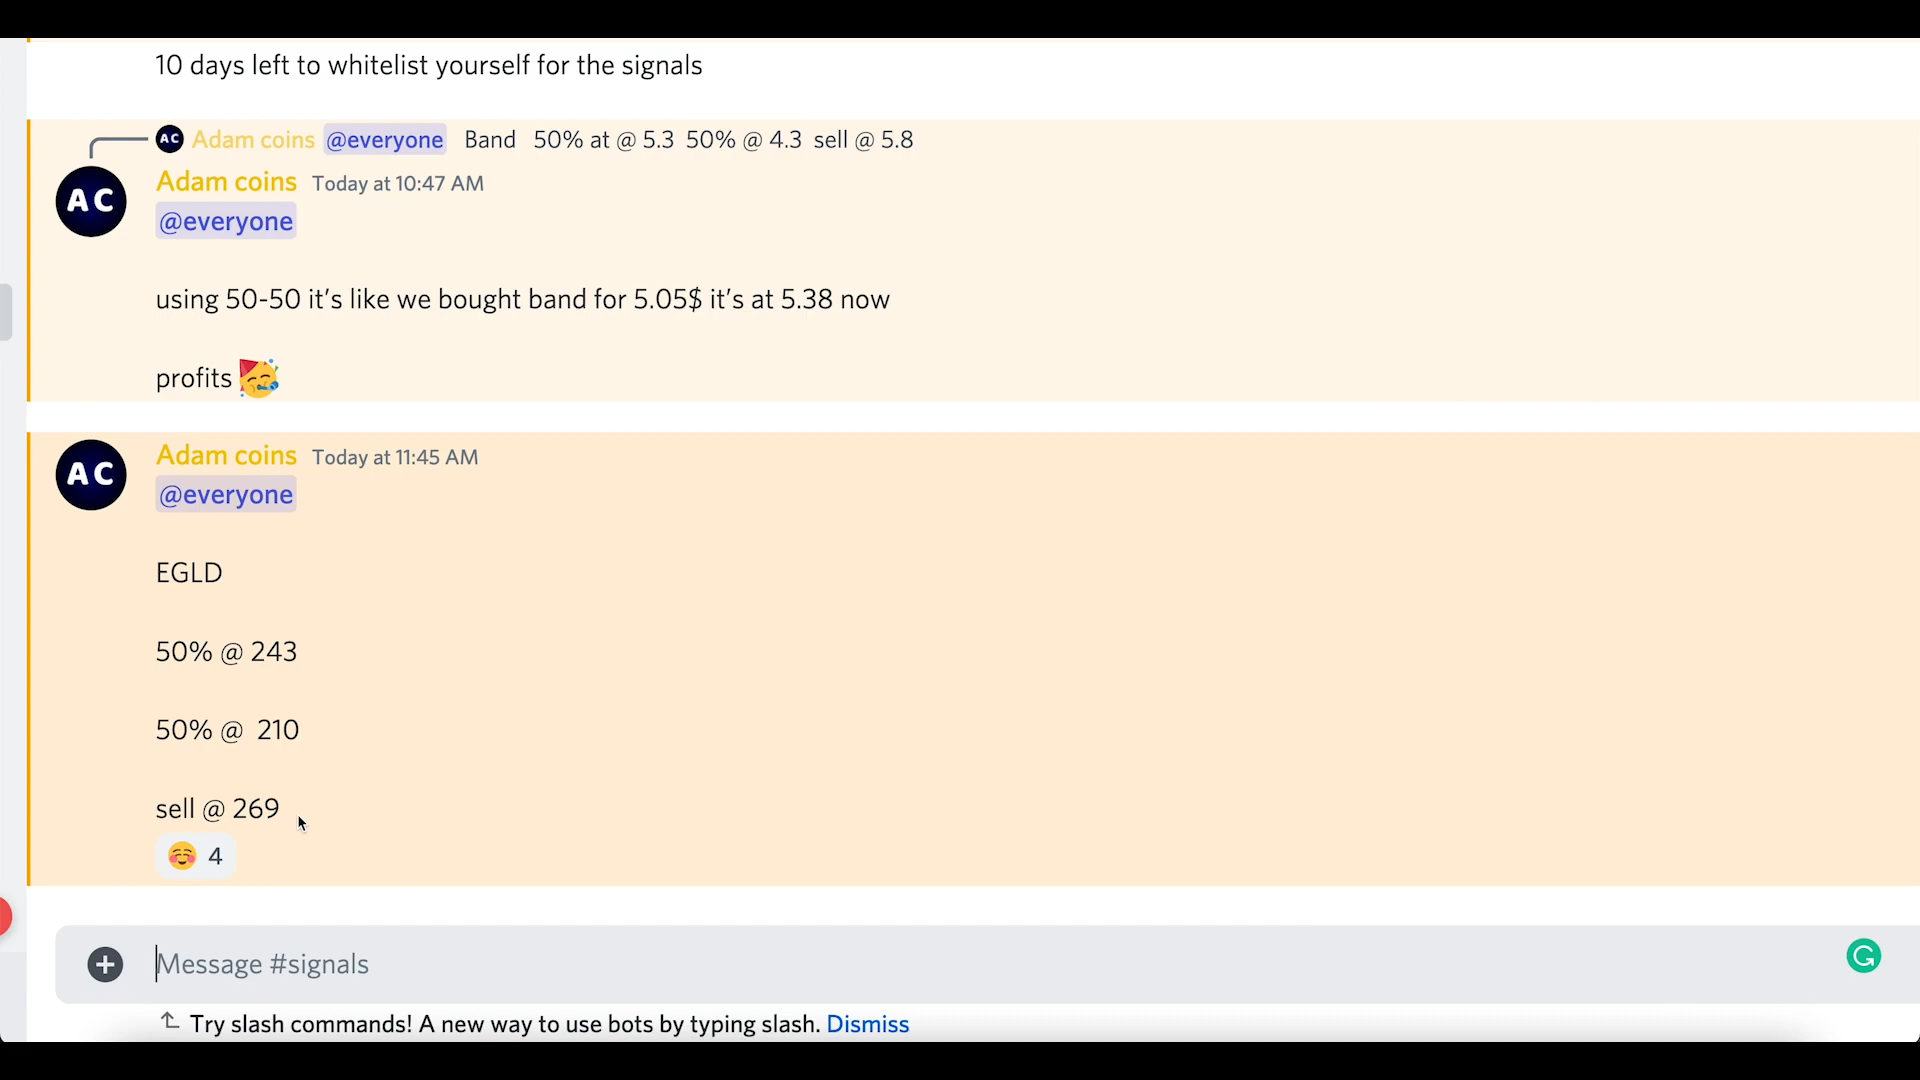 10 days left to whitelist yourself for the signals
AC Adam coins @everyone Band 50% at @ 5.3 50% @ 4.3 sell @ 5.8
AC Adam coins Today at 10:47 AM
@everyone
using 50-50 it's like we bought band for 5.05$ it's at 5.38 now
profits 🥳
AC Adam coins Today at 11:45 AM
@everyone
EGLD
50% @ 243
50% @ 210
sell @ 269
☺️ 4
Message #signals
Try slash commands! A new way to use bots by typing slash. Dismiss